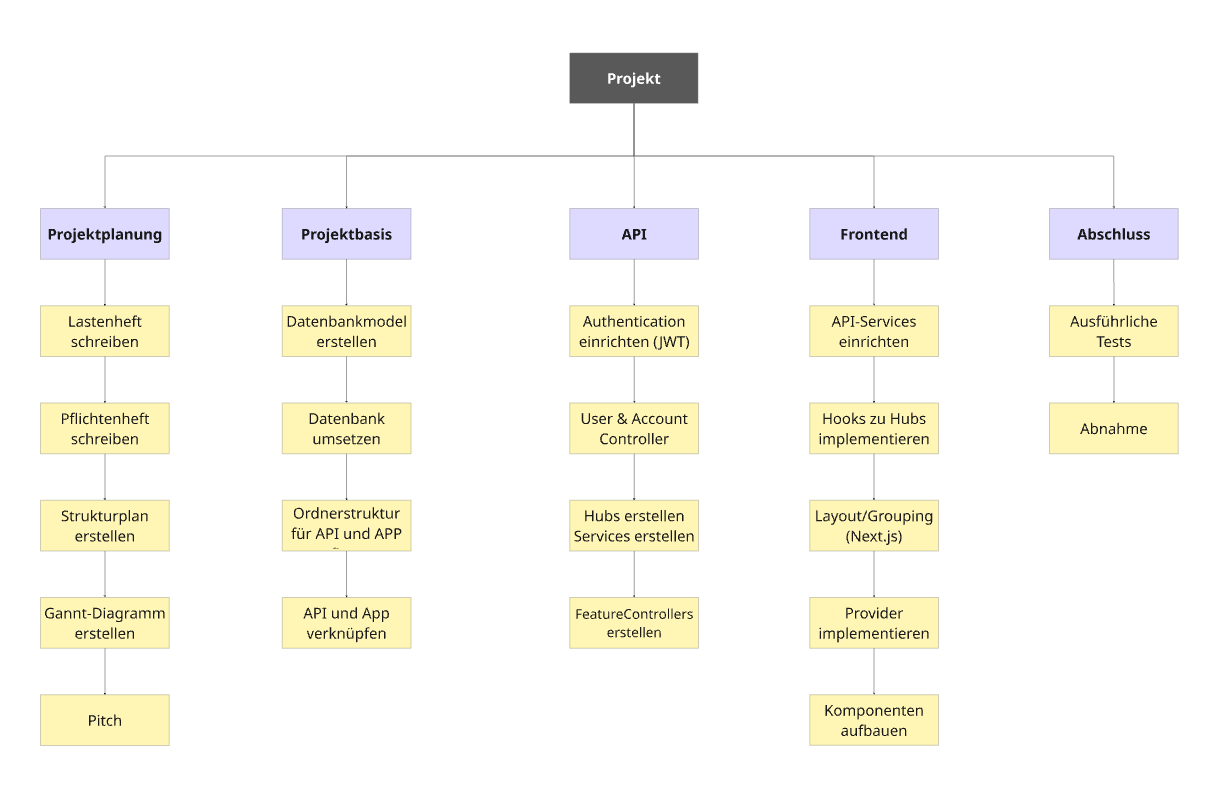 Projekt
Projektplanung
Lastenheft
schreiben
Pflichtenheft
schreiben
Strukturplan
erstellen
Gannt-Diagramm
erstellen
Pitch
Projektbasis
Datenbankmodel
erstellen
Datenbank
umsetzen
Ordnerstruktur
für API und APP
API und App
verknüpfen
API
Authentication
einrichten (JWT)
User & Account
Controller
Hubs erstellen
Services erstellen
FeatureControllers
erstellen
Frontend
API-Services
einrichten
Hooks zu Hubs
implementieren
Layout/Grouping
(Next.js)
Provider
implementieren
Komponenten
aufbauen
Abschluss
Ausführliche
Tests
Abnahme